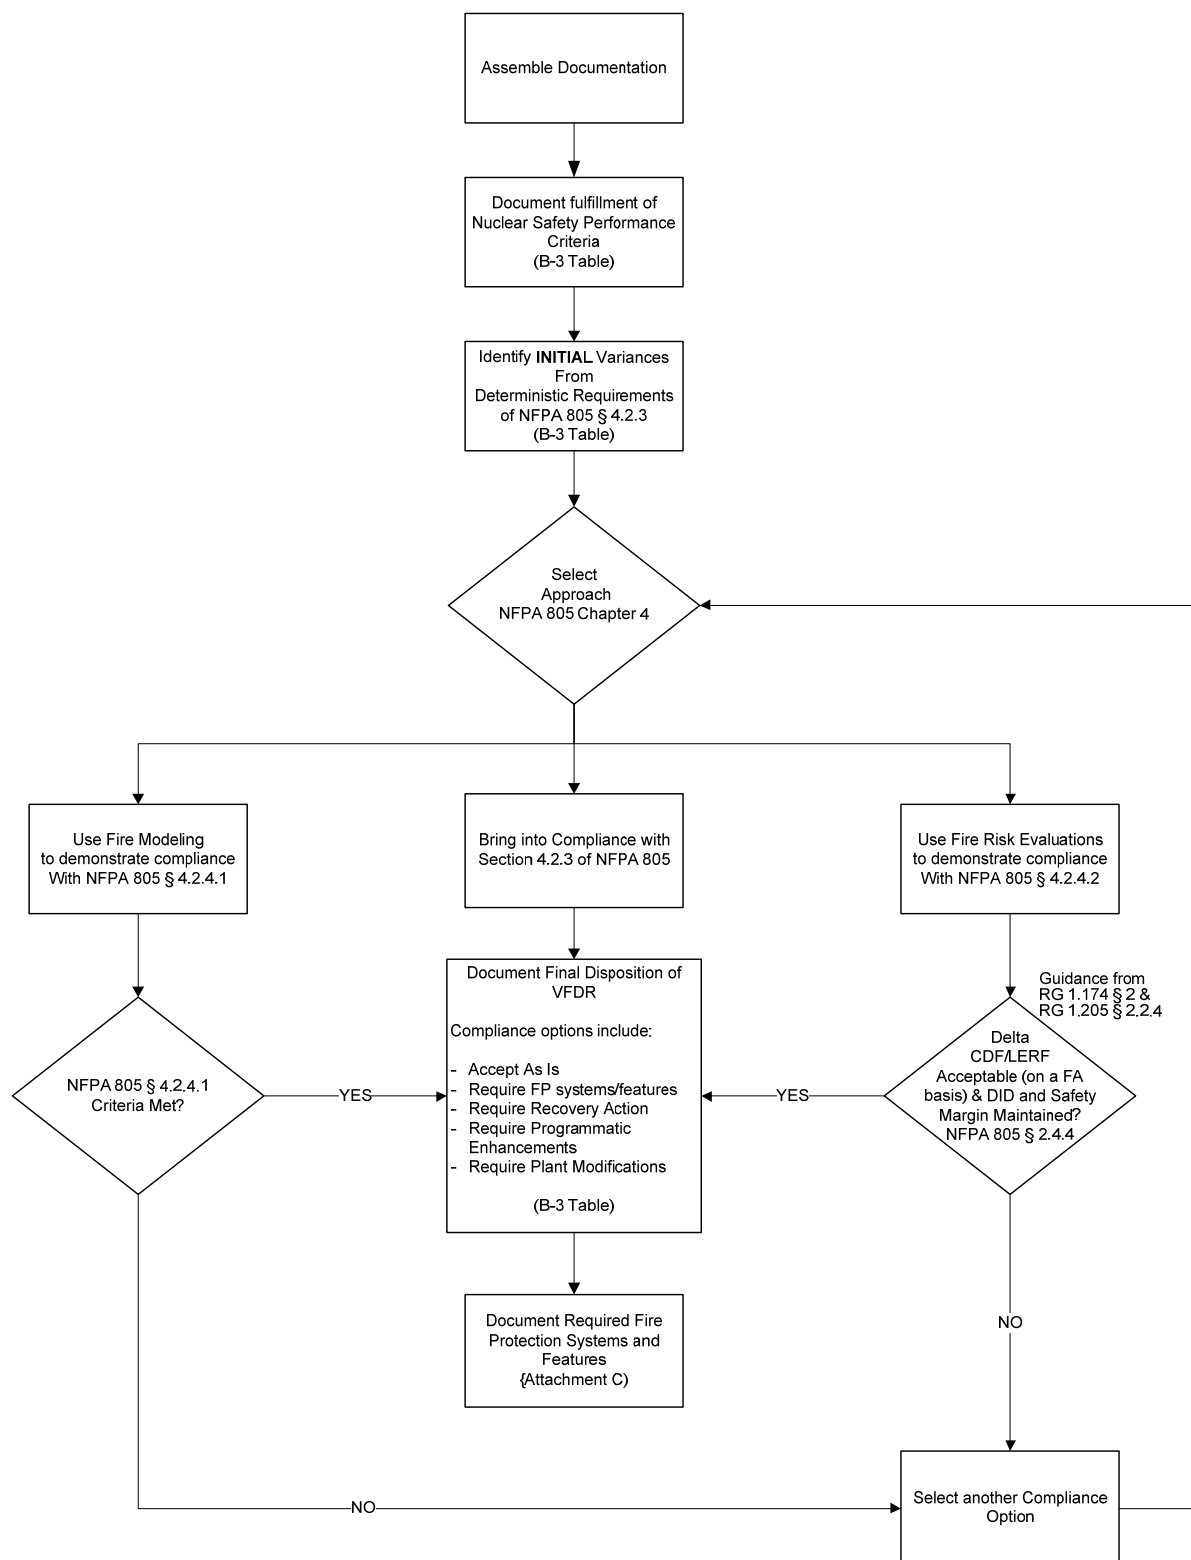 Assemble Documentation
Document fulfillment of
Nuclear Safety Performance
Criteria
(B-3 Table)
Identify INITIAL Variances
From
Deterministic Requirements
of NFPA 805 § 4.2.3
(B-3 Table)
Select
Approach
NFPA 805 Chapter 4
Use Fire Modeling
to demonstrate compliance
With NFPA 805 § 4.2.4.1
Bring into Compliance with
Section 4.2.3 of NFPA 805
Use Fire Risk Evaluations
to demonstrate compliance
With NFPA 805 § 4.2.4.2
NFPA 805 § 4.2.4.1
Criteria Met?
YES
Document Final Disposition of
VFDR
Compliance options include:
- Accept As Is
- Require FP systems/features
- Require Recovery Action
- Require Programmatic
Enhancements
- Require Plant Modifications
(B-3 Table)
YES
Guidance from
RG 1.174 § 2 &
RG 1.205 § 2.2.4
Delta
CDF/LERF
Acceptable (on a FA
basis) & DID and Safety
Margin Maintained?
NFPA 805 § 2.4.4
Document Required Fire
Protection Systems and
Features
{Attachment C)
NO
NO
Select another Compliance
Option